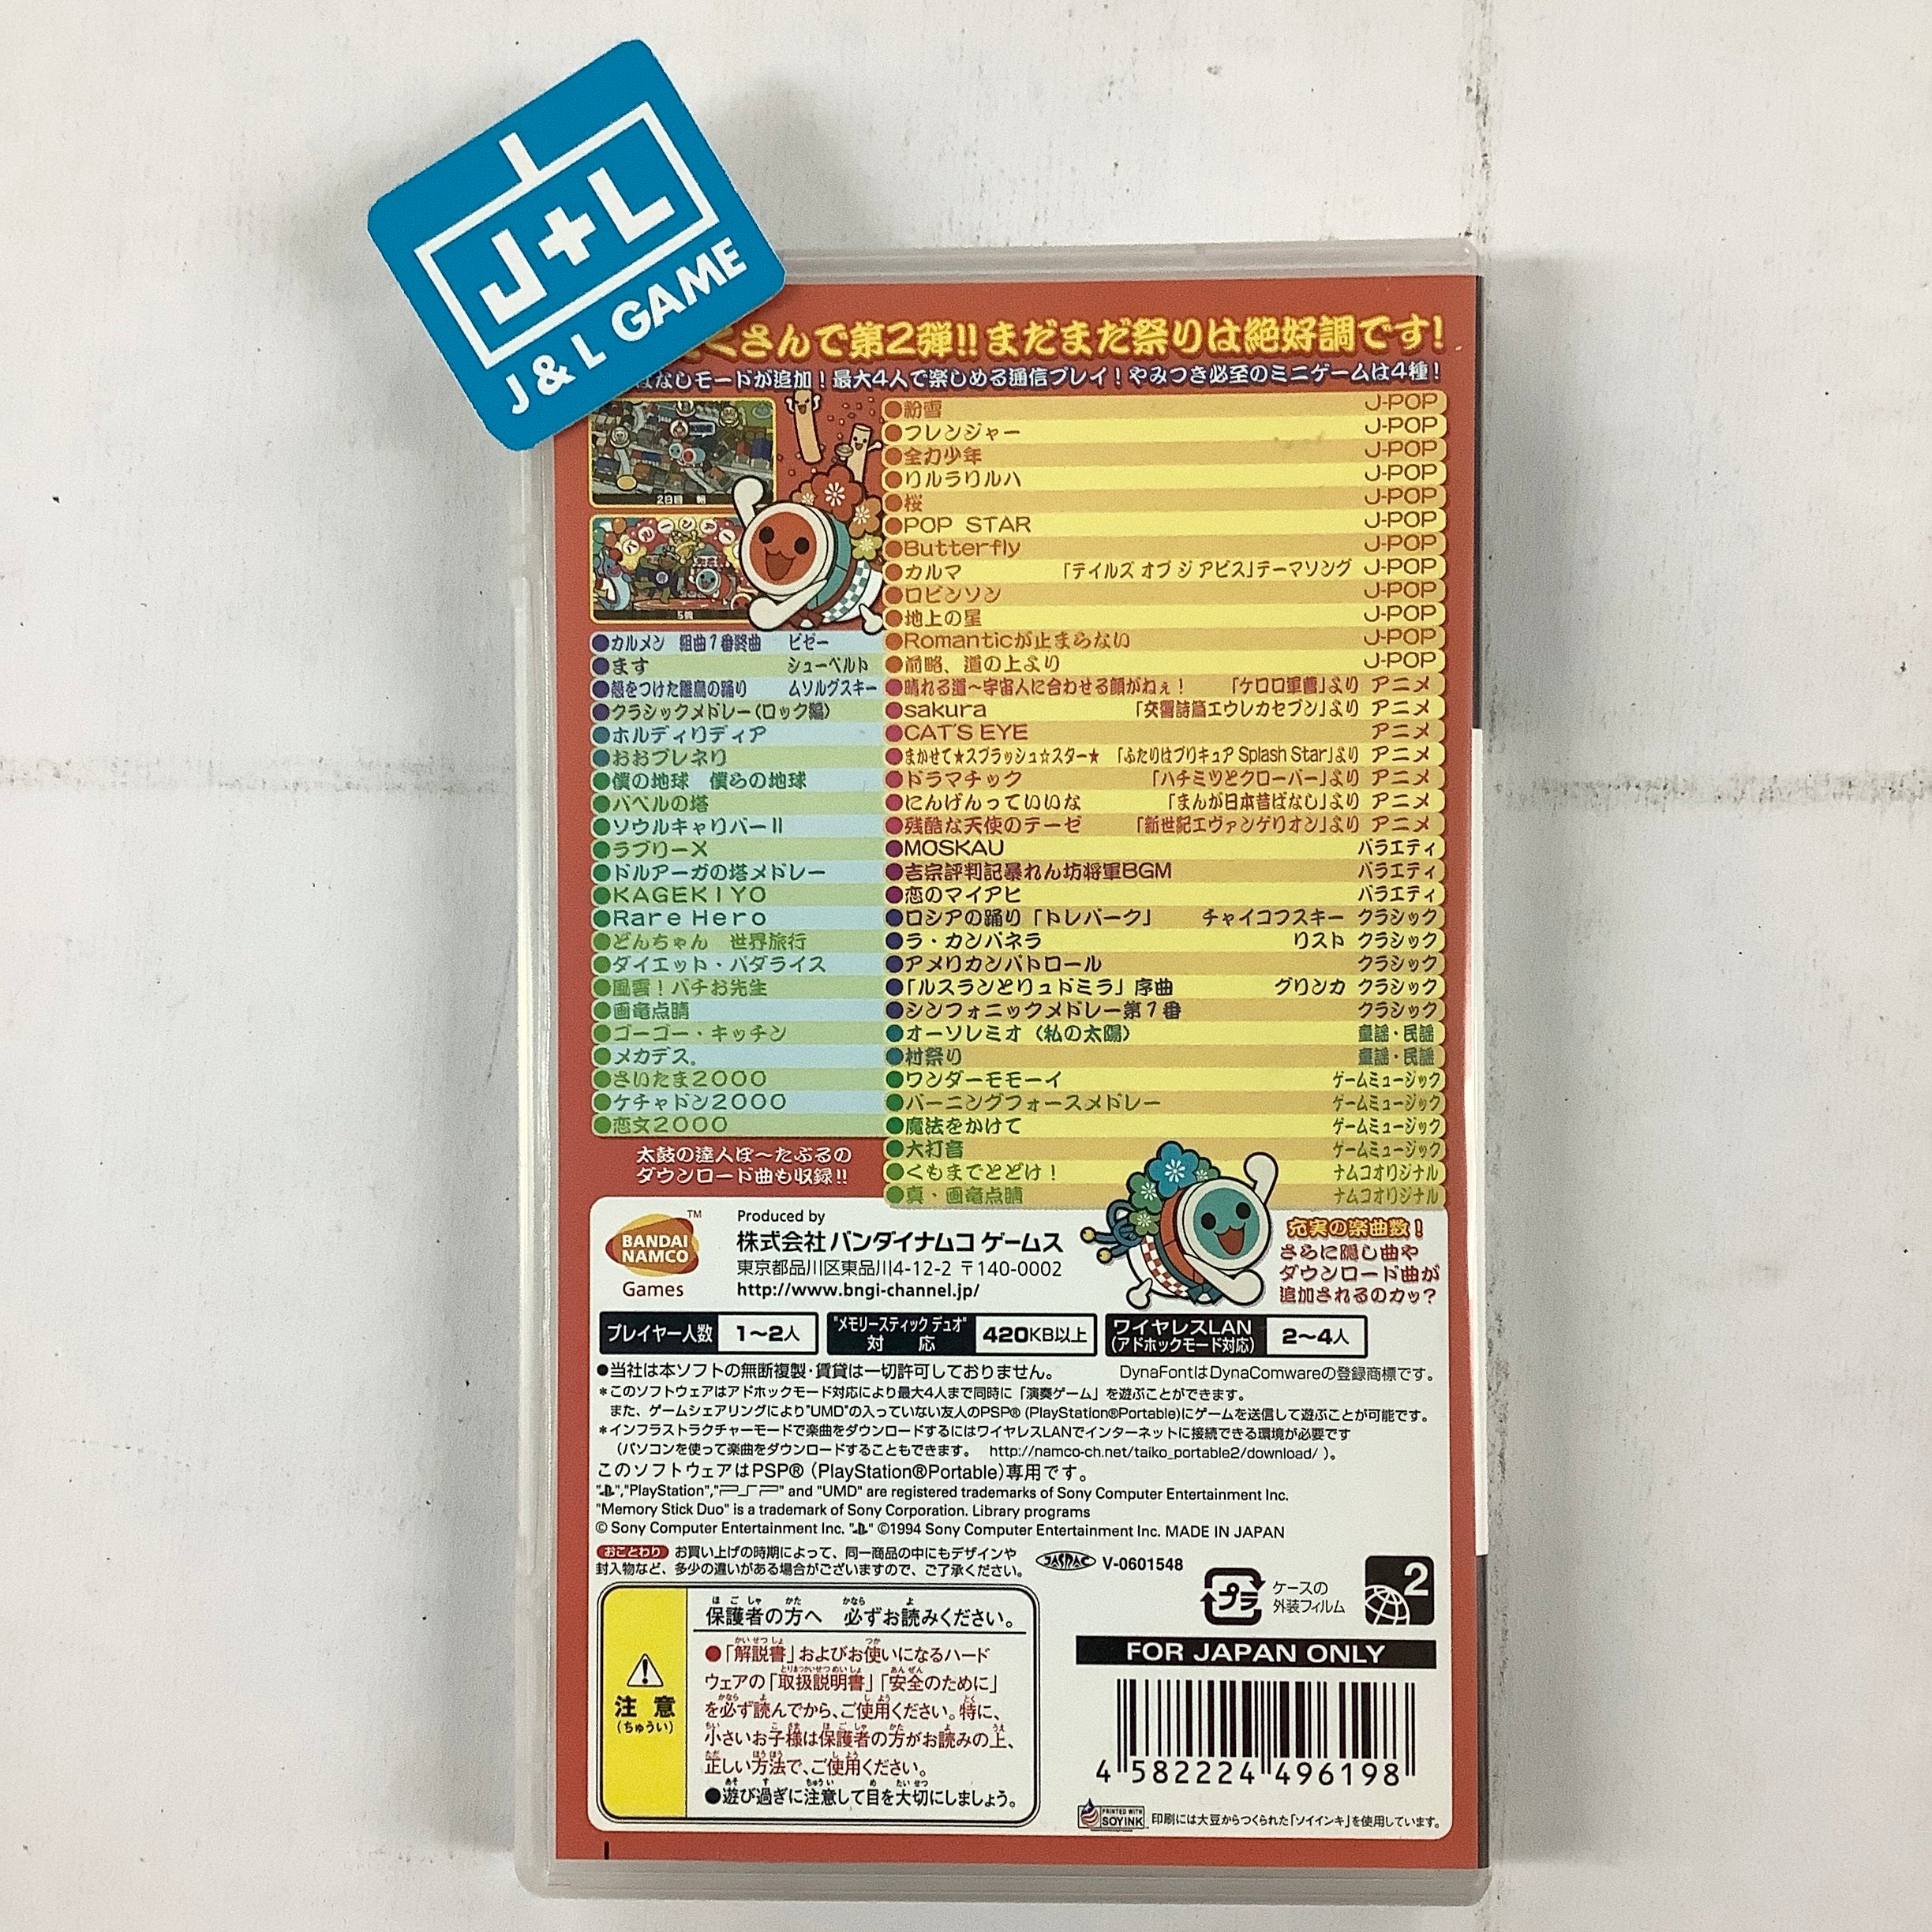 J+L
J & L GAME
くさんで第2弾!! まだまだ祭りは絶好調です!
ばなしモードが追加!最大4人で楽しめる通信プレイ!やみつき必至のミニゲームは4種!
2日目 朝
5個
●カルメン 組曲1番終曲 ビゼー
●ます シューベルト
●殻をつけた雛鳥の踊り ムソルグスキー
●クラシックメドレー(ロック編)
●ホルディリディア
●おおブレネリ
●僕の地球 僕らの地球
●バベルの塔
●ソウルキャリバーII
●ラブリーX
●ドルアーガの塔メドレー
●KAGEKIYO
●Rare Hero
●どんちゃん 世界旅行
●ダイエット・パダライス
●風雲!バチお先生
●画竜点睛
●ゴーゴー・キッチン
●メカデス。
●さいたま2000
●ケチャドン2000
●恋文2000
太鼓の達人ぽ～たぶるの
ダウンロード曲も収録!!
●粉雪 J-POP
●フレンジャー J-POP
●全力少年 J-POP
●リルラリルハ J-POP
●桜 J-POP
●POP STAR J-POP
●Butterfly J-POP
●カルマ 「テイルズ オブ ジ アビス」テーマソング J-POP
●ロビンソン J-POP
●地上の星 J-POP
●Romanticが止まらない J-POP
●前略、道の上より J-POP
●晴れる道～宇宙人に合わせる顔がねぇ! 「ケロロ軍曹」より アニメ
●sakura 「交響詩篇エウレカセブン」より アニメ
●CAT'S EYE アニメ
●まかせて★スプラッシュ☆スター★ 「ふたりはプリキュア Splash Star」より アニメ
●ドラマチック 「ハチミツとクローバー」より アニメ
●にんげんっていいな 「まんが日本昔ばなし」より アニメ
●残酷な天使のテーゼ 「新世紀エヴァンゲリオン」より アニメ
●MOSKAU バラエティ
●吉宗評判記暴れん坊将軍BGM バラエティ
●恋のマイアヒ バラエティ
●ロシアの踊り「トレパーク」 チャイコフスキー クラシック
●ラ・カンパネラ リスト クラシック
●アメリカンパトロール クラシック
●「ルスランとリュドミラ」序曲 グリンカ クラシック
●シンフォニックメドレー第1番 クラシック
●オーソレミオ(私の太陽) 童謡・民謡
●村祭り 童謡・民謡
●ワンダーモモーイ ゲームミュージック
●バーニングフォースメドレー ゲームミュージック
●魔法をかけて ゲームミュージック
●大打音 ゲームミュージック
●くもまでとどけ! ナムコオリジナル
●真・画竜点睛 ナムコオリジナル
充実の楽曲数!
さらに隠し曲や
ダウンロード曲が
追加されるのカッ?
BANDAI NAMCO TM
Games
Produced by
株式会社 バンダイナムコ ゲームス
東京都品川区東品川4-12-2 〒140-0002
http://www.bngi-channel.jp/
プレイヤー人数 1～2人
"メモリースティック デュオ" 対応 420KB以上
ワイヤレスLAN (アドホックモード対応) 2～4人
●当社は本ソフトの無断複製・賃貸は一切許可しておりません。 DynaFontはDynaComwareの登録商標です。
＊このソフトウェアはアドホックモード対応により最大4人まで同時に「演奏ゲーム」を遊ぶことができます。
また、ゲームシェアリングにより"UMD"の入っていない友人のPSP®(PlayStation®Portable)にゲームを送信して遊ぶことが可能です。
＊インフラストラクチャーモードで楽曲をダウンロードするにはワイヤレスLANでインターネットに接続できる環境が必要です
(パソコンを使って楽曲をダウンロードすることもできます。 http://namco-ch.net/taiko_portable2/download/ )。
このソフトウェアはPSP®(PlayStation®Portable)専用です。
"PS","PlayStation","PSP" and "UMD" are registered trademarks of Sony Computer Entertainment Inc.
"Memory Stick Duo" is a trademark of Sony Corporation. Library programs
© Sony Computer Entertainment Inc. "PS" ©1994 Sony Computer Entertainment Inc. MADE IN JAPAN
おことわり お買い上げの時期によって、同一商品の中にもデザインや
封入物など、多少の違いがある場合がございますので、ご了承ください。
JASRAC V-0601548
プラ ケースの
外装フィルム
2
注意
(ちゅうい)
保護者の方へ 必ずお読みください。
●「解説書」およびお使いになるハード
ウェアの「取扱説明書」「安全のために」
を必ず読んでから、ご使用ください。特に、
小さいお子様は保護者の方がお読みの上、
正しい方法で、ご使用ください。
●遊び過ぎに注意して目を大切にしましょう。
FOR JAPAN ONLY
4 582224 496198
PRINTED WITH
SOY INK
印刷には大豆からつくられた「ソイインキ」を使用しています。